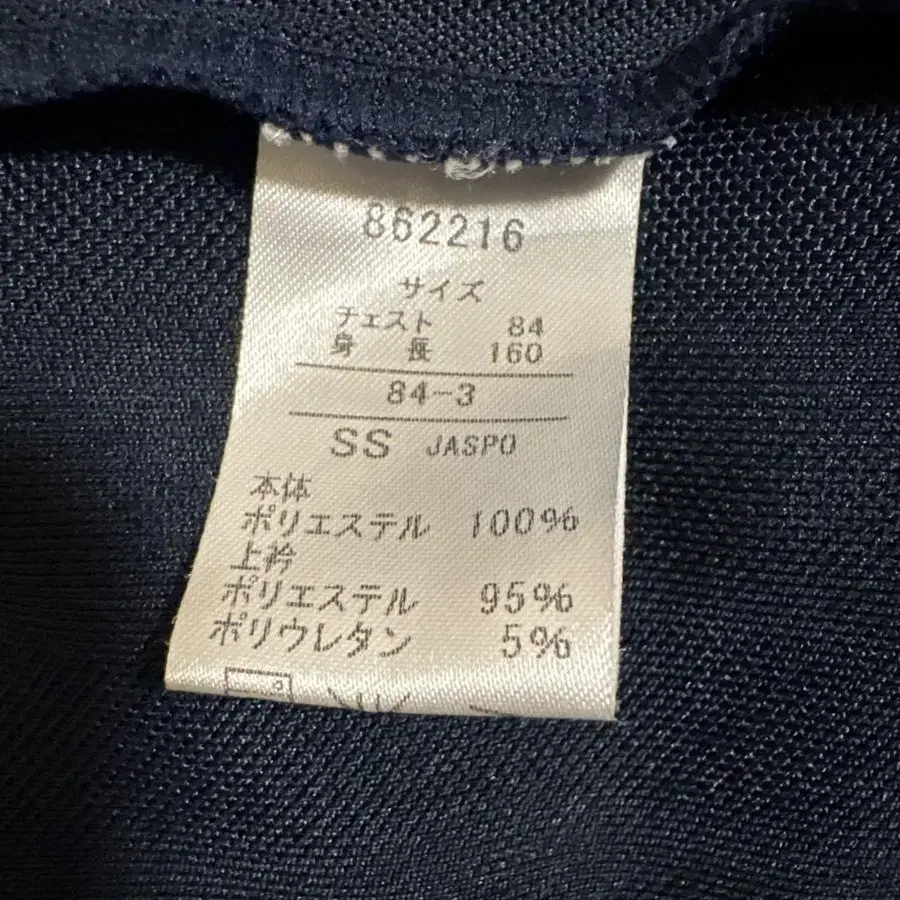 862216
サイズ
チェスト 84
身長 160
84-3
SS JASPO
本体
ポリエステル 100%
上衿
ポリエステル 95%
ポリウレタン 5%